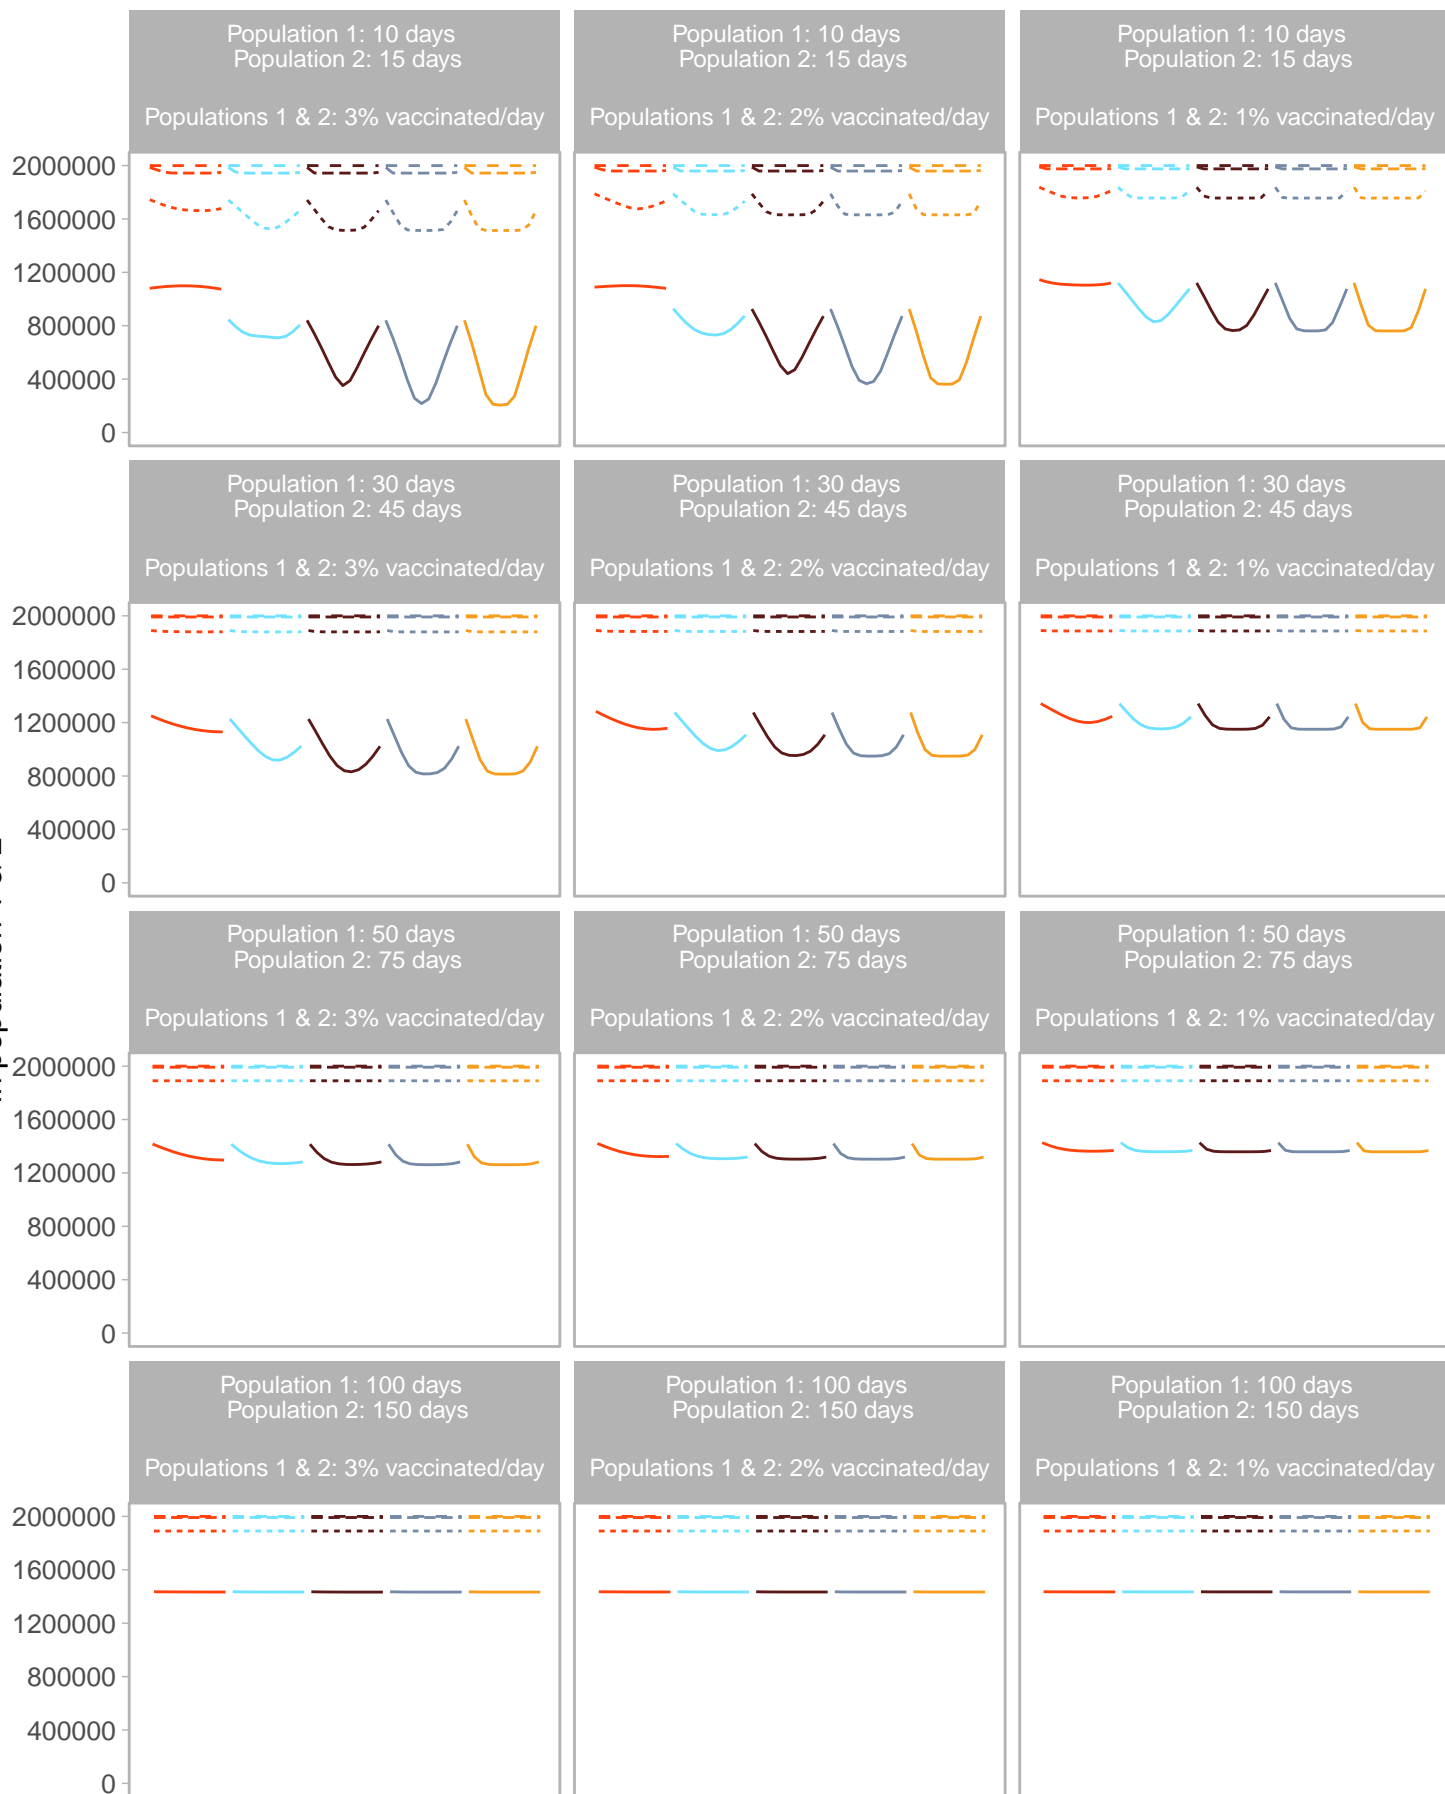 Population 1: 10 days
Population 2: 15 days
Populations 1 & 2: 3% vaccinated/day
Population 1: 10 days
Population 2: 15 days
Populations 1 & 2: 2% vaccinated/day
Population 1: 10 days
Population 2: 15 days
Populations 1 & 2: 1% vaccinated/day
2000000
1600000
1200000
800000
400000
0
Population 1: 30 days
Population 2: 45 days
Populations 1 & 2: 3% vaccinated/day
Population 1: 30 days
Population 2: 45 days
Populations 1 & 2: 2% vaccinated/day
Population 1: 30 days
Population 2: 45 days
Populations 1 & 2: 1% vaccinated/day
2000000
1600000
1200000
800000
400000
0
Population 1: 50 days
Population 2: 75 days
Populations 1 & 2: 3% vaccinated/day
Population 1: 50 days
Population 2: 75 days
Populations 1 & 2: 2% vaccinated/day
Population 1: 50 days
Population 2: 75 days
Populations 1 & 2: 1% vaccinated/day
2000000
1600000
1200000
800000
400000
0
Population 1: 100 days
Population 2: 150 days
Populations 1 & 2: 3% vaccinated/day
Population 1: 100 days
Population 2: 150 days
Populations 1 & 2: 2% vaccinated/day
Population 1: 100 days
Population 2: 150 days
Populations 1 & 2: 1% vaccinated/day
2000000
1600000
1200000
800000
400000
0